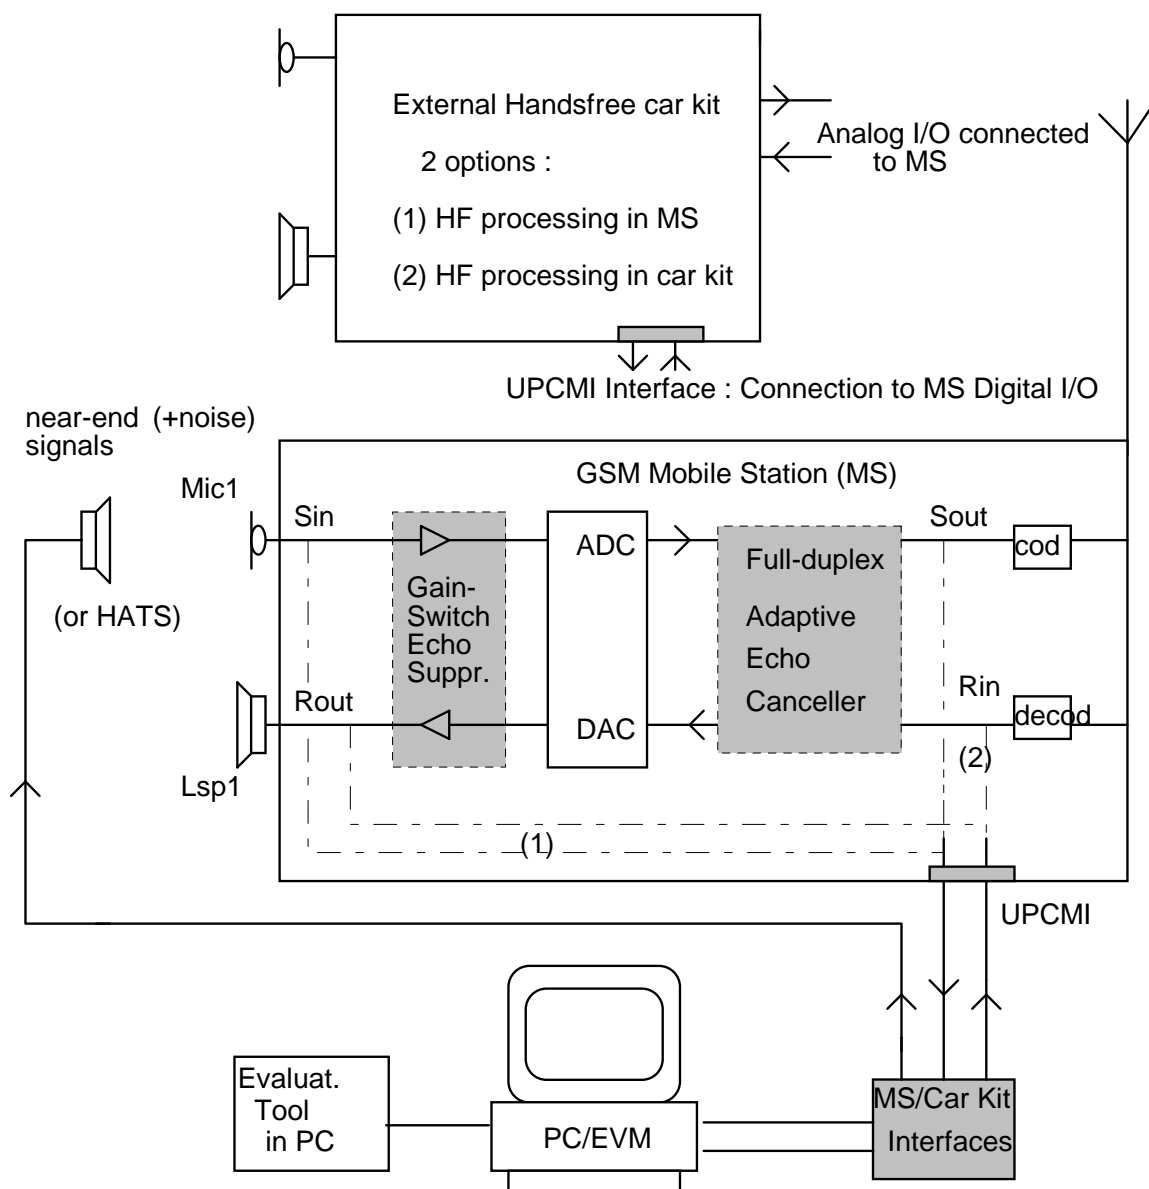 External Handsfree car kit
2 options :
(1) HF processing in MS
(2) HF processing in car kit
Analog I/O connected
to MS
UPCMI Interface : Connection to MS Digital I/O
near-end (+noise)
signals
(or HATS)
GSM Mobile Station (MS)
Mic1
Sin
Gain-
Switch
Echo
Suppr.
ADC
DAC
Full-duplex
Adaptive
Echo
Canceller
Sout
cod
Rin
decod
Rout
Lsp1
(2)
(1)
UPCMI
Evaluat.
Tool
in PC
PC/EVM
MS/Car Kit
Interfaces